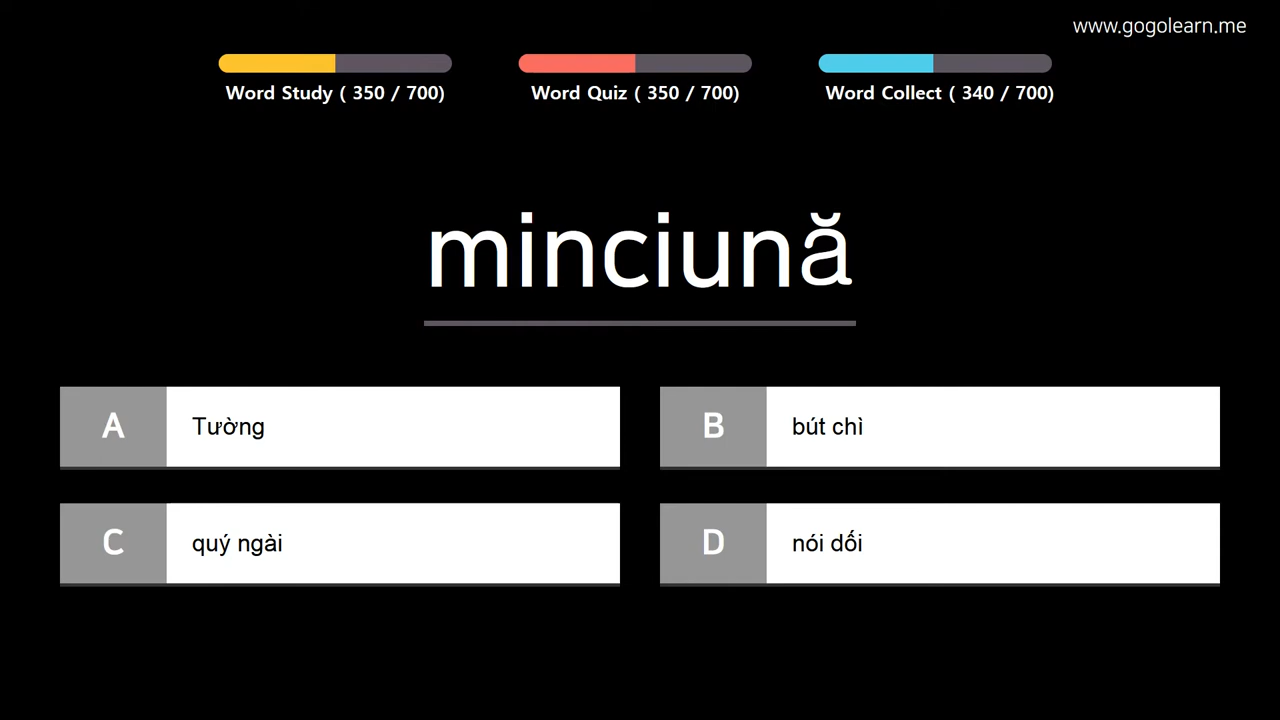 www.gogolearn.me
Word Study ( 350 / 700)
Word Quiz ( 350 / 700)
Word Collect ( 340 / 700)
minciună
A Tường
B bút chì
C quý ngài
D nói dối